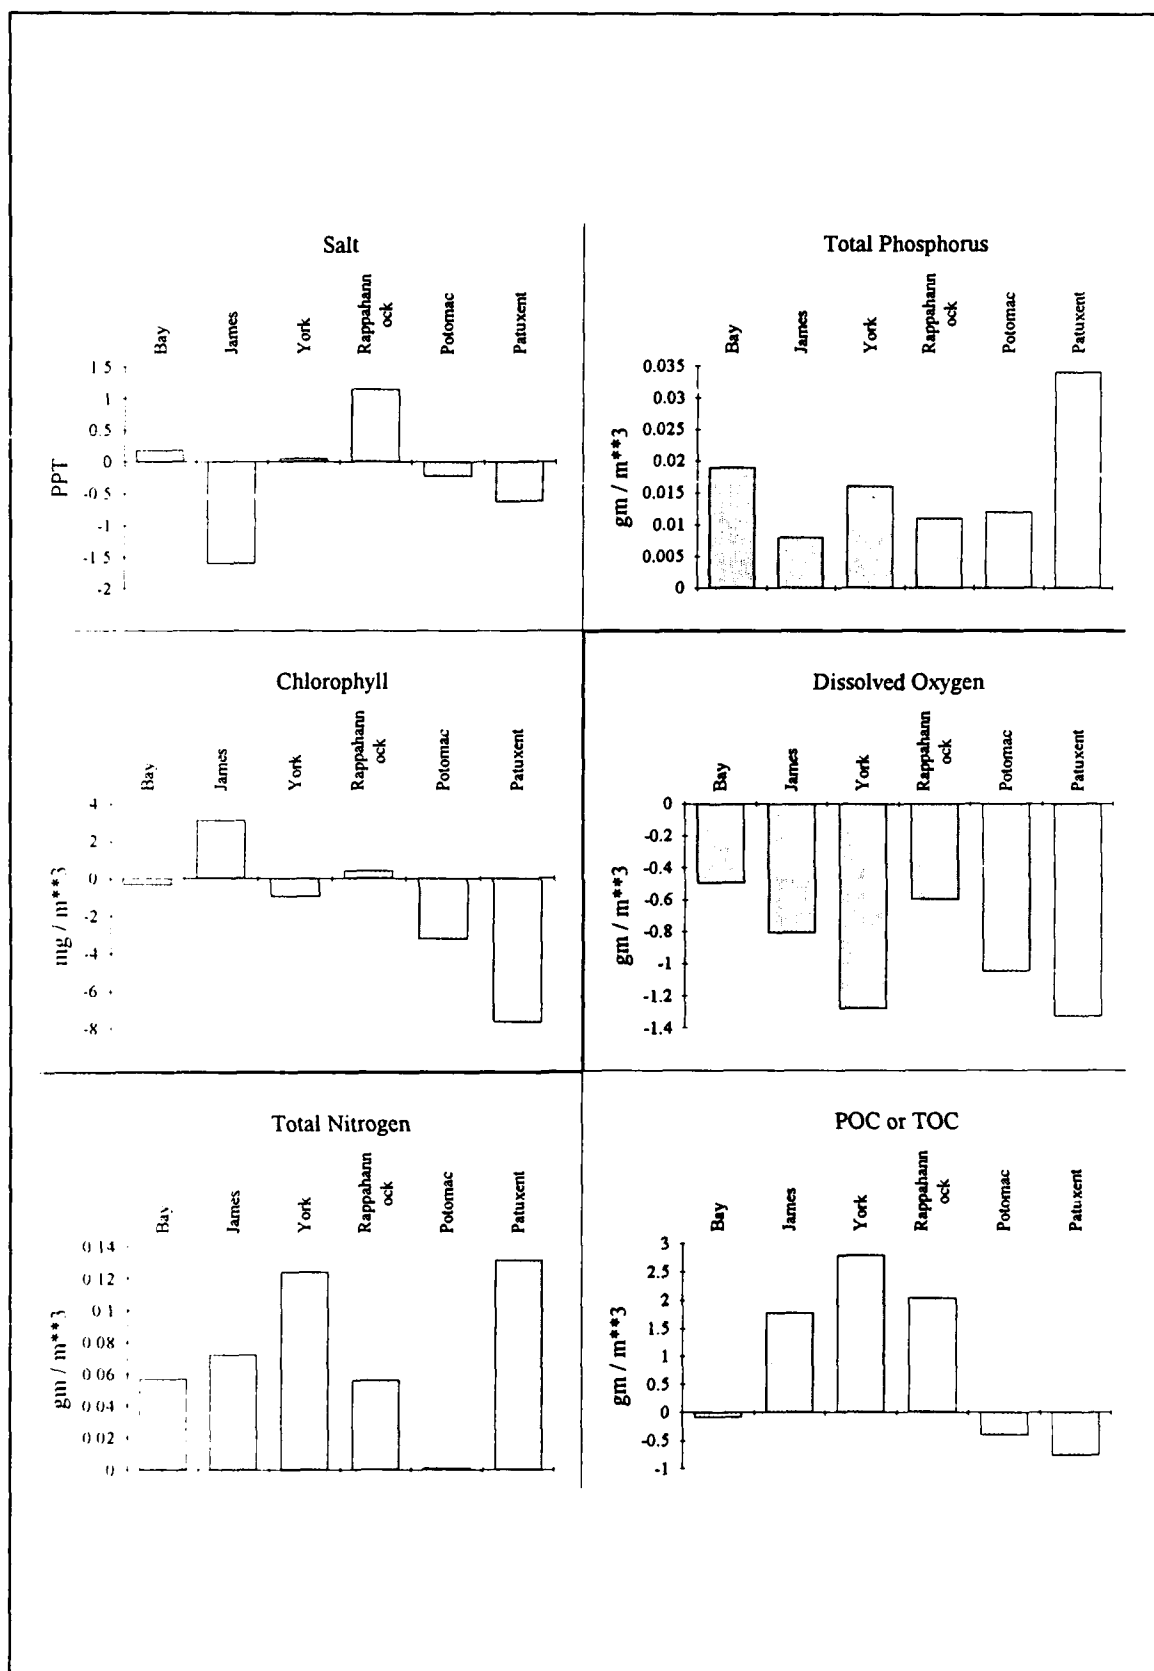 Salt
Bay
James
York
Rappahann
ock
Potomac
Patuxent
PPT
1 5
1
0.5
0
-0 5
-1
-1 5
-2
Total Phosphorus
Bay
James
York
Rappahann
ock
Potomac
Patuxent
gm / m**3
0.035
0.03
0.025
0.02
0.015
0.01
0.005
0
Chlorophyll
Bay
James
York
Rappahann
ock
Potomac
Patuxent
mg / m**3
4
2
0
-2
-4
-6
-8
Dissolved Oxygen
Bay
James
York
Rappahann
ock
Potomac
Patuxent
gm / m**3
0
-0.2
-0.4
-0.6
-0.8
-1
-1.2
-1.4
Total Nitrogen
Bay
James
York
Rappahann
ock
Potomac
Patuxent
gm / m**3
0 14
0 12
0 1
0 08
0 06
0 04
0 02
0
POC or TOC
Bay
James
York
Rappahann
ock
Potomac
Patuxent
gm / m**3
3
2.5
2
1.5
1
0.5
0
-0.5
-1